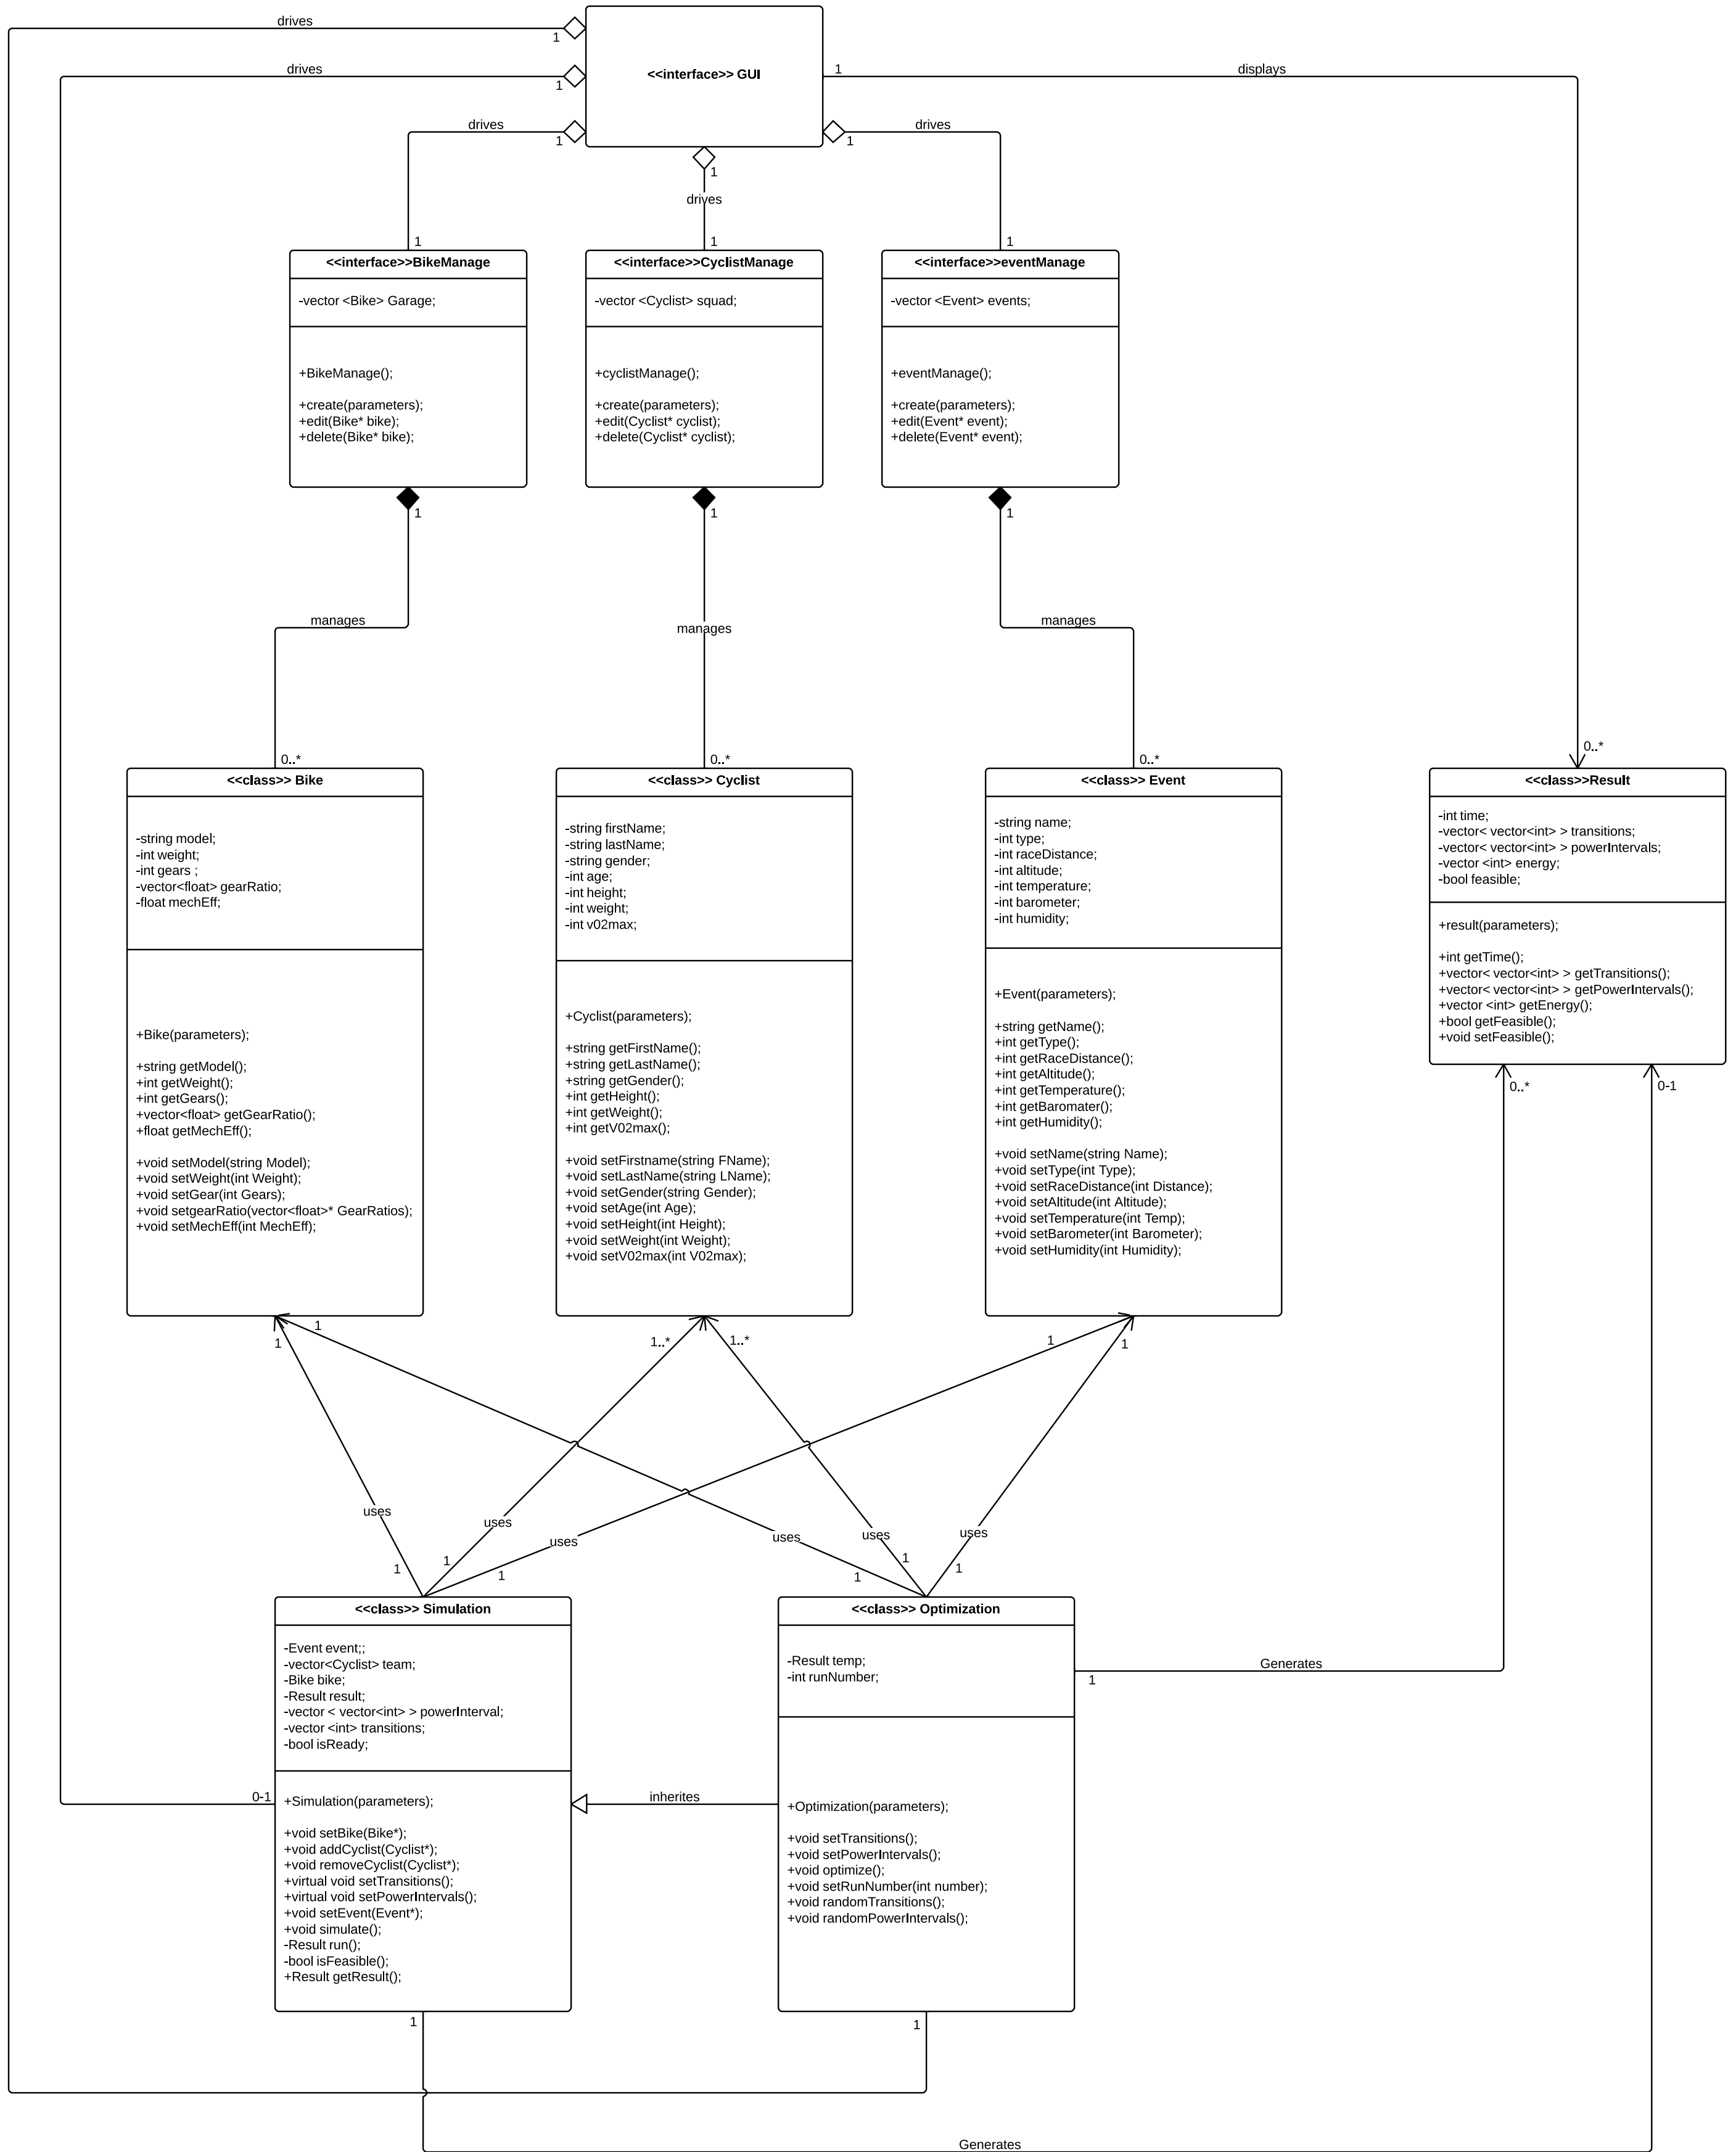 drives
1
<<interface>> GUI
drives
1
1
displays
drives
1
drives
1
1
drives
1
1
1
<<interface>>BikeManage
-vector <Bike> Garage;
+BikeManage();
+create(parameters);
+edit(Bike* bike);
+delete(Bike* bike);
1
<<interface>>CyclistManage
-vector <Cyclist> squad;
+cyclistManage();
+create(parameters);
+edit(Cyclist* cyclist);
+delete(Cyclist* cyclist);
1
<<interface>>eventManage
-vector <Event> events;
+eventManage();
+create(parameters);
+edit(Event* event);
+delete(Event* event);
1
manages
manages
manages
0..*
0..*
0..*
0..*
<<class>> Bike
-string model;
-int weight;
-int gears ;
-vector<float> gearRatio;
-float mechEff;
+Bike(parameters);
+string getModel();
+int getWeight();
+int getGears();
+vector<float> getGearRatio();
+float getMechEff();
+void setModel(string Model);
+void setWeight(int Weight);
+void setGear(int Gears);
+void setgearRatio(vector<float>* GearRatios);
+void setMechEff(int MechEff);
<<class>> Cyclist
-string firstName;
-string lastName;
-string gender;
-int age;
-int height;
-int weight;
-int v02max;
+Cyclist(parameters);
+string getFirstName();
+string getLastName();
+string getGender();
+int getHeight();
+int getWeight();
+int getV02max();
+void setFirstname(string FName);
+void setLastName(string LName);
+void setGender(string Gender);
+void setAge(int Age);
+void setHeight(int Height);
+void setWeight(int Weight);
+void setV02max(int V02max);
<<class>> Event
-string name;
-int type;
-int raceDistance;
-int altitude;
-int temperature;
-int barometer;
-int humidity;
+Event(parameters);
+string getName();
+int getType();
+int getRaceDistance();
+int getAltitude();
+int getTemperature();
+int getBaromater();
+int getHumidity();
+void setName(string Name);
+void setType(int Type);
+void setRaceDistance(int Distance);
+void setAltitude(int Altitude);
+void setTemperature(int Temp);
+void setBarometer(int Barometer);
+void setHumidity(int Humidity);
<<class>>Result
-int time;
-vector< vector<int> > transitions;
-vector< vector<int> > powerIntervals;
-vector <int> energy;
-bool feasible;
+result(parameters);
+int getTime();
+vector< vector<int> > getTransitions();
+vector< vector<int> > getPowerIntervals();
+vector <int> getEnergy();
+bool getFeasible();
+void setFeasible();
0..*
0-1
1
1
1..*
1..*
1
1
uses
uses
uses
uses
uses
uses
1
1
1
1
1
1
<<class>> Simulation
-Event event;;
-vector<Cyclist> team;
-Bike bike;
-Result result;
-vector < vector<int> > powerInterval;
-vector <int> transitions;
-bool isReady;
+Simulation(parameters);
+void setBike(Bike*);
+void addCyclist(Cyclist*);
+void removeCyclist(Cyclist*);
+virtual void setTransitions();
+virtual void setPowerIntervals();
+void setEvent(Event*);
+void simulate();
-Result run();
-bool isFeasible();
+Result getResult();
0-1
inherites
<<class>> Optimization
-Result temp;
-int runNumber;
+Optimization(parameters);
+void setTransitions();
+void setPowerIntervals();
+void optimize();
+void setRunNumber(int number);
+void randomTransitions();
+void randomPowerIntervals();
Generates
1
1
1
Generates